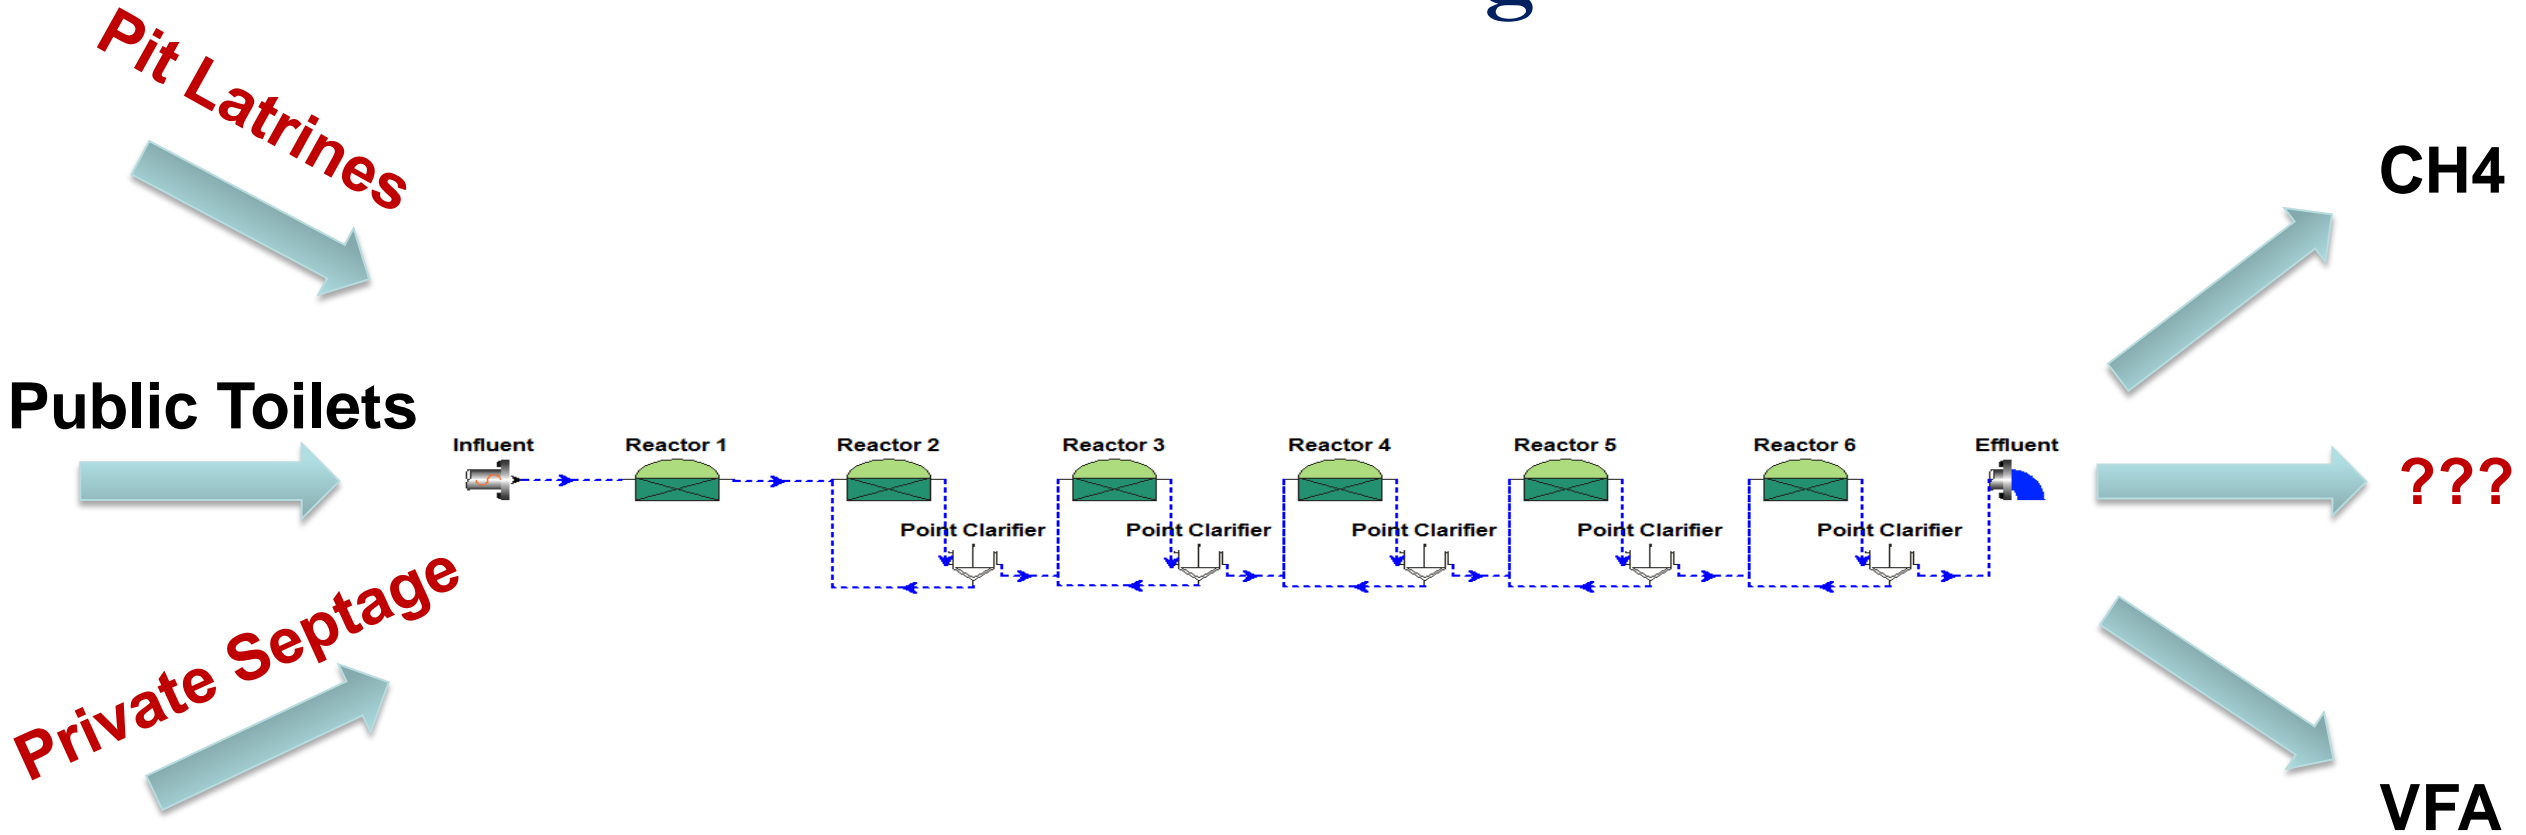 g
Pit Latrines
CH4
Public Toilets
Influent
Reactor 1
Reactor 2
Reactor 3
Reactor 4
Reactor 5
Reactor 6
Effluent
???
Point Clarifier
Point Clarifier
Point Clarifier
Point Clarifier
Point Clarifier
Private Septage
VFA